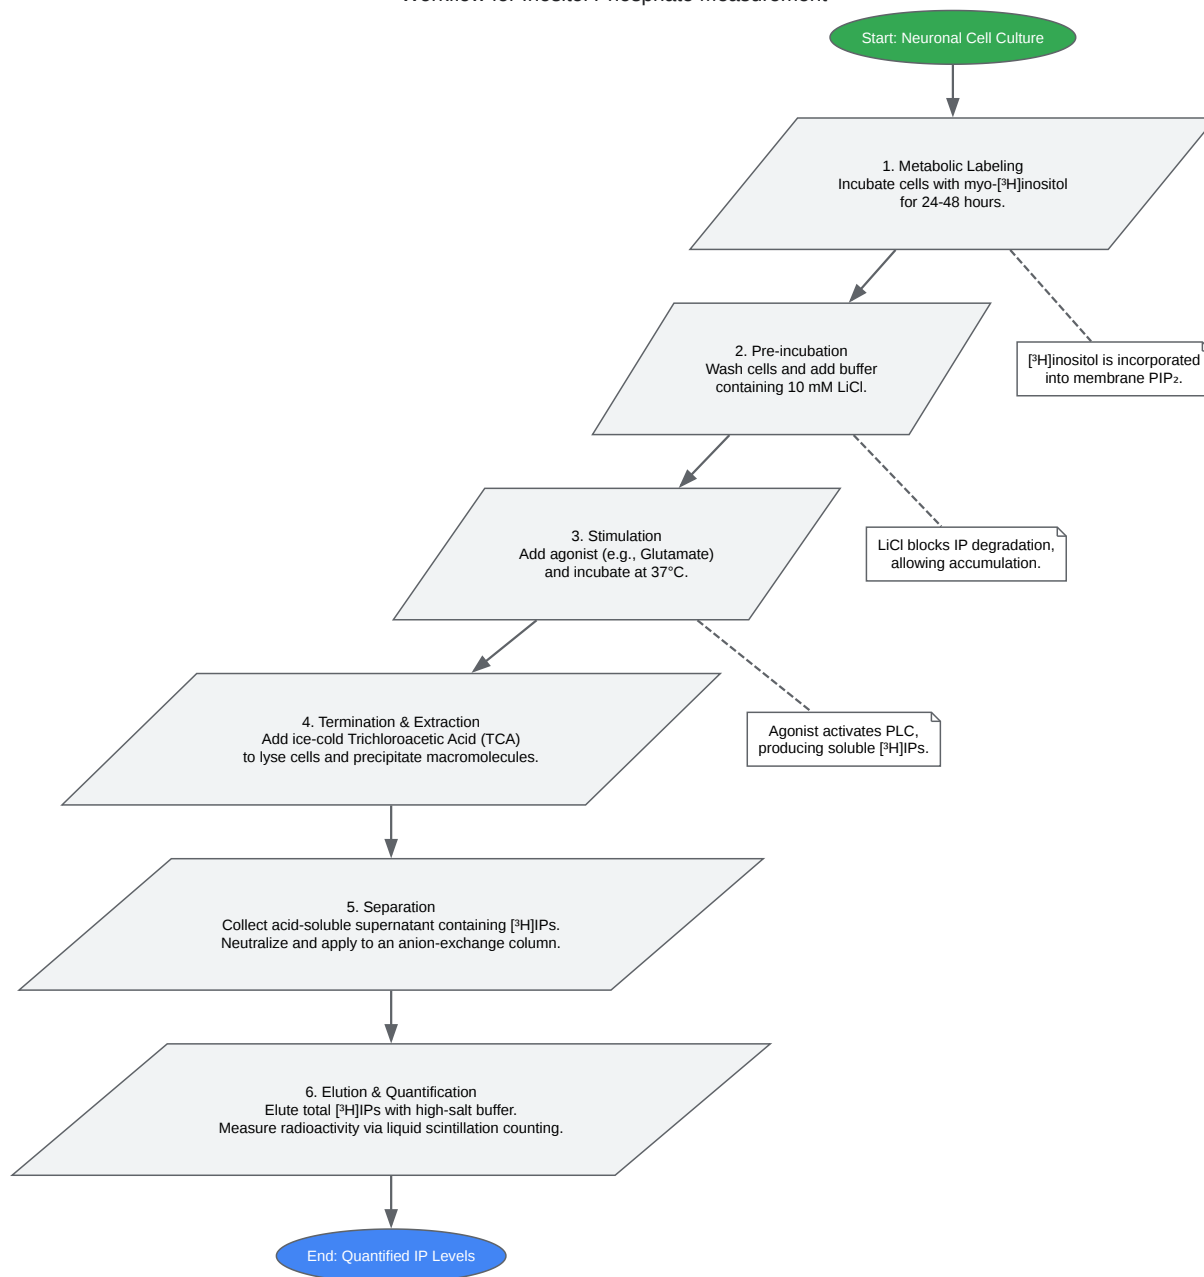 Workflow for Inositol Phosphate Measurement
Start: Neuronal Cell Culture
1. Metabolic Labeling
Incubate cells with myo-[³H]inositol
for 24-48 hours.
2. Pre-incubation
Wash cells and add buffer
containing 10 mM LiCl.
[³H]inositol is incorporated
into membrane PIP₂.
3. Stimulation
Add agonist (e.g., Glutamate)
and incubate at 37°C.
LiCl blocks IP degradation,
allowing accumulation.
4. Termination & Extraction
Add ice-cold Trichloroacetic Acid (TCA)
to lyse cells and precipitate macromolecules.
Agonist activates PLC,
producing soluble [³H]IPs.
5. Separation
Collect acid-soluble supernatant containing [³H]IPs.
Neutralize and apply to an anion-exchange column.
6. Elution & Quantification
Elute total [³H]IPs with high-salt buffer.
Measure radioactivity via liquid scintillation counting.
End: Quantified IP Levels